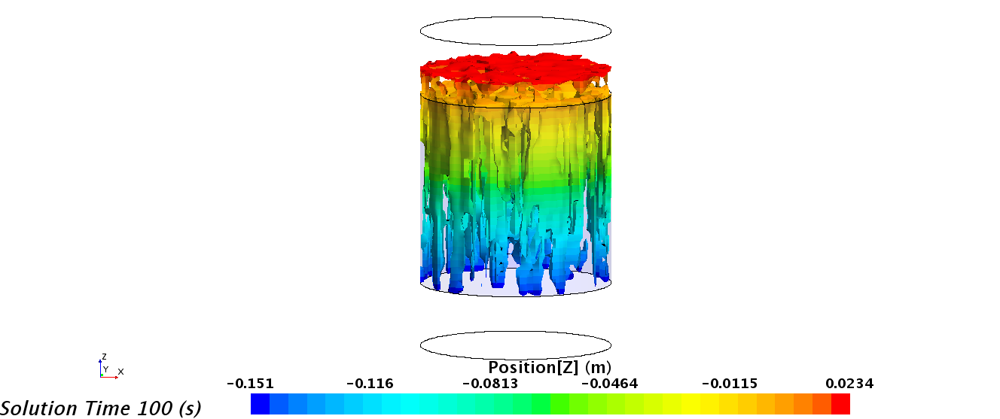 Z
Y
X
Position[Z] (m)
-0.151 -0.116 -0.0813 -0.0464 -0.0115 0.0234
Solution Time 100 (s)